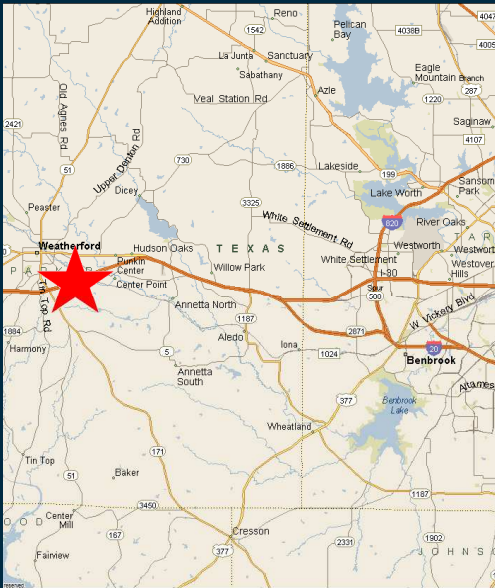 Highland
Addition
Reno
Pelican
Bay
4038B
1542
La Junta
Sanctuary
Sabathany
Eagle
Mountain
Branch
287
Azle
Old Agnes Rd
Veal Station Rd
1220
Saginaw
2421
4107
Upper Denton Rd
730
51
1886
Lakeside
199
Sansom
Park
Dicey
Lake Worth
Peaster
3325
White Settlement Rd
820
River Oaks
Weatherford
Hudson Oaks
TEXAS
Westworth
White Settlement
Westover
Hills
Center
Willow Park
I-30
Center Point
Spur
500
Tin Top Rd
Annetta North
W Vickery Blvd
1187
1884
Aledo
2871
Harmony
Iona
1024
20
5
Benbrook
Annetta
South
377
Benbrook
Lake
Wheatland
171
Tin Top
51
Baker
1187
3450
Center
Mill
Cresson
167
377
2331
1902
JOHNS
Fairview
reserved